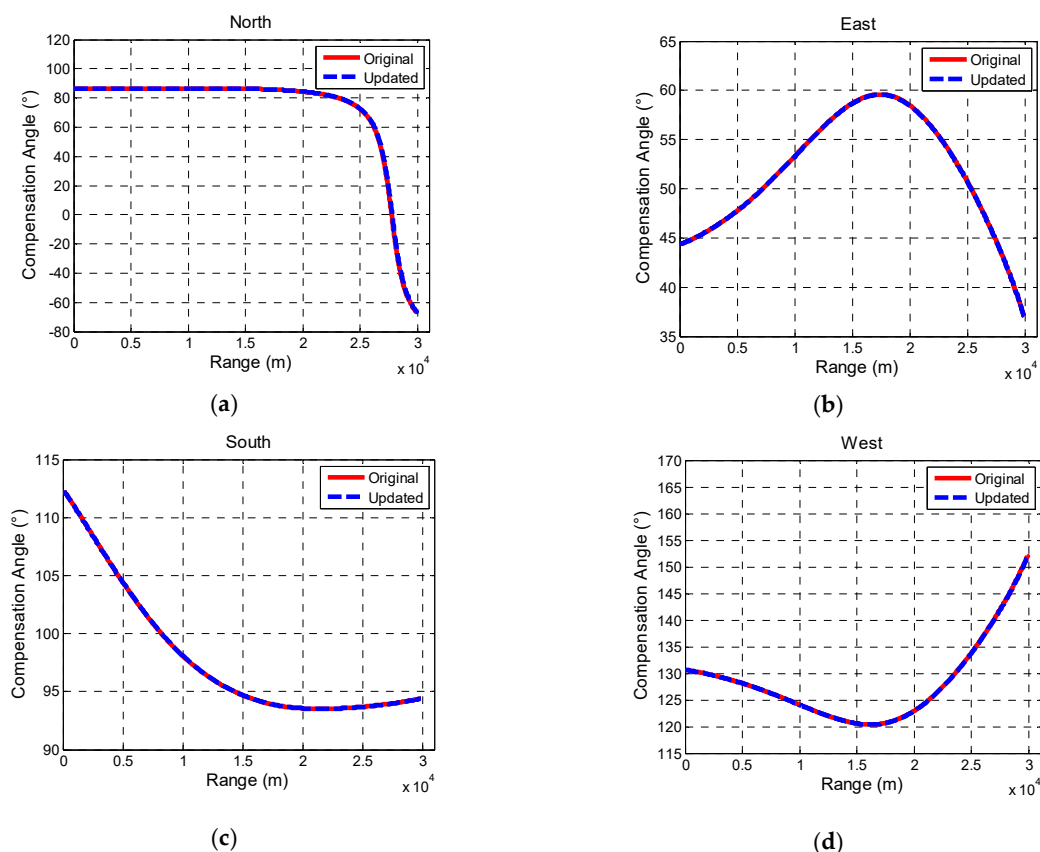 North
120
100
80
60
40
20
0
-20
-40
-60
-80
Compensation Angle (°)
Original
Updated
0 0.5 1 1.5 2 2.5 3
Range (m)
x 10^4
(a)
East
65
60
55
50
45
40
35
Compensation Angle (°)
Original
Updated
0 0.5 1 1.5 2 2.5 3
Range (m)
x 10^4
(b)
South
115
110
105
100
95
90
Compensation Angle (°)
Original
Updated
0 0.5 1 1.5 2 2.5 3
Range (m)
x 10^4
(c)
West
170
165
160
155
150
145
140
135
130
125
120
115
Compensation Angle (°)
Original
Updated
0 0.5 1 1.5 2 2.5 3
Range (m)
x 10^4
(d)